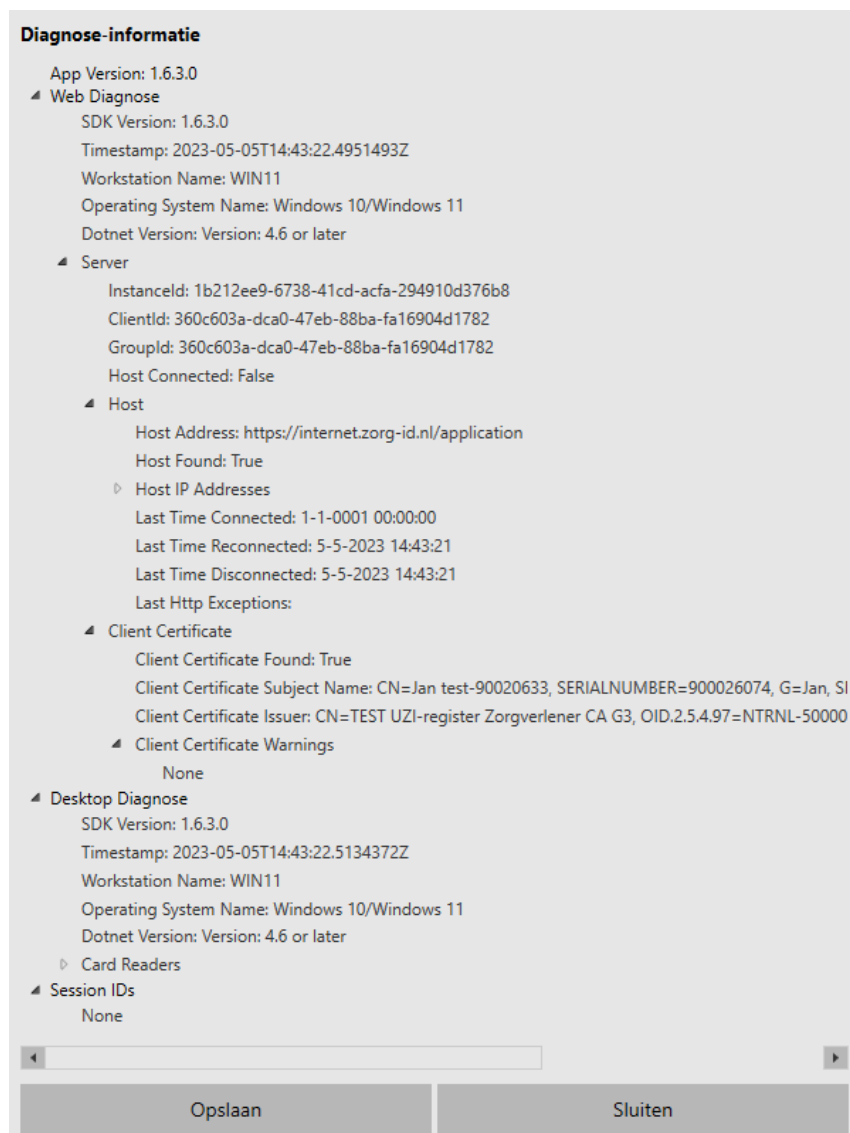 Diagnose-informatie
App Version: 1.6.3.0
Web Diagnose
SDK Version: 1.6.3.0
Timestamp: 2023-05-05T14:43:22.4951493Z
Workstation Name: WIN11
Operating System Name: Windows 10/Windows 11
Dotnet Version: Version: 4.6 or later
Server
InstanceId: 1b212ee9-6738-41cd-acfa-294910d376b8
ClientId: 360c603a-dca0-47eb-88ba-fa16904d1782
GroupId: 360c603a-dca0-47eb-88ba-fa16904d1782
Host Connected: False
Host
Host Address: https://internet.zorg-id.nl/application
Host Found: True
Host IP Addresses
Last Time Connected: 1-1-0001 00:00:00
Last Time Reconnected: 5-5-2023 14:43:21
Last Time Disconnected: 5-5-2023 14:43:21
Last Http Exceptions:
Client Certificate
Client Certificate Found: True
Client Certificate Subject Name: CN=Jan test-90020633, SERIALNUMBER=900026074, G=Jan, SI
Client Certificate Issuer: CN=TEST UZI-register Zorgverlener CA G3, OID.2.5.4.97=NTRNL-50000
Client Certificate Warnings
None
Desktop Diagnose
SDK Version: 1.6.3.0
Timestamp: 2023-05-05T14:43:22.5134372Z
Workstation Name: WIN11
Operating System Name: Windows 10/Windows 11
Dotnet Version: Version: 4.6 or later
Card Readers
Session IDs
None
Opslaan
Sluiten